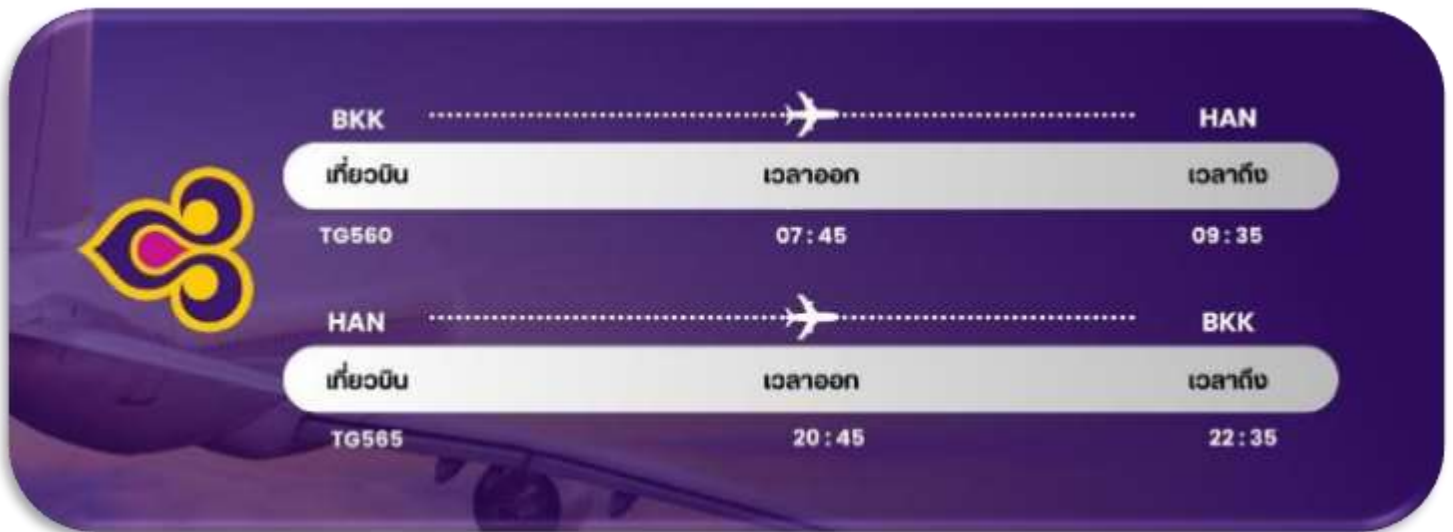 BKK HAN
เที่ยวบิน เวลาออก เวลาถึง
TG560 07:45 09:35
HAN BKK
เที่ยวบิน เวลาออก เวลาถึง
TG565 20:45 22:35